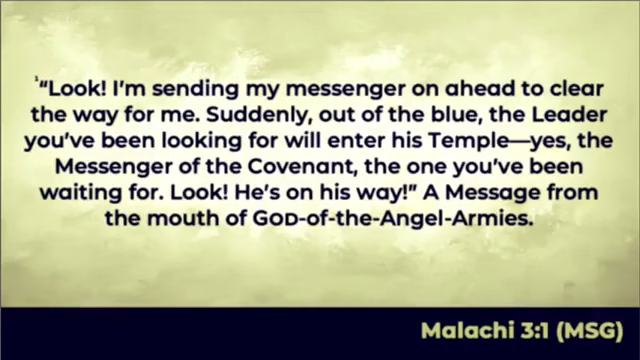 ¹“Look! I’m sending my messenger on ahead to clear
the way for me. Suddenly, out of the blue, the Leader
you’ve been looking for will enter his Temple—yes, the
Messenger of the Covenant, the one you’ve been
waiting for. Look! He’s on his way!” A Message from
the mouth of GOD-of-the-Angel-Armies.
Malachi 3:1 (MSG)